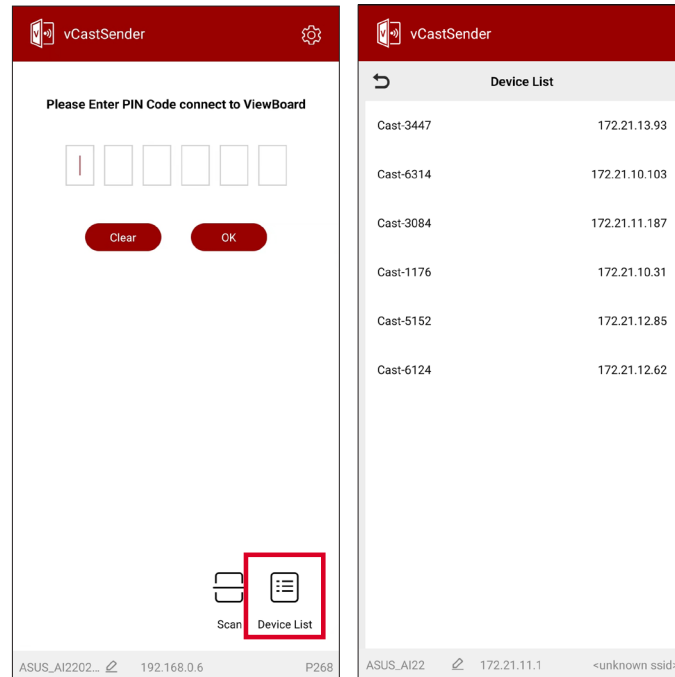 vCastSender
Please Enter PIN Code connect to ViewBoard
Clear
OK
Scan
Device List
ASUS_AI2202...
192.168.0.6
P268
vCastSender
Device List
Cast-3447 172.21.13.93
Cast-6314 172.21.10.103
Cast-3084 172.21.11.187
Cast-1176 172.21.10.31
Cast-5152 172.21.12.85
Cast-6124 172.21.12.62
ASUS_AI22 172.21.11.1 <unknown ssid>